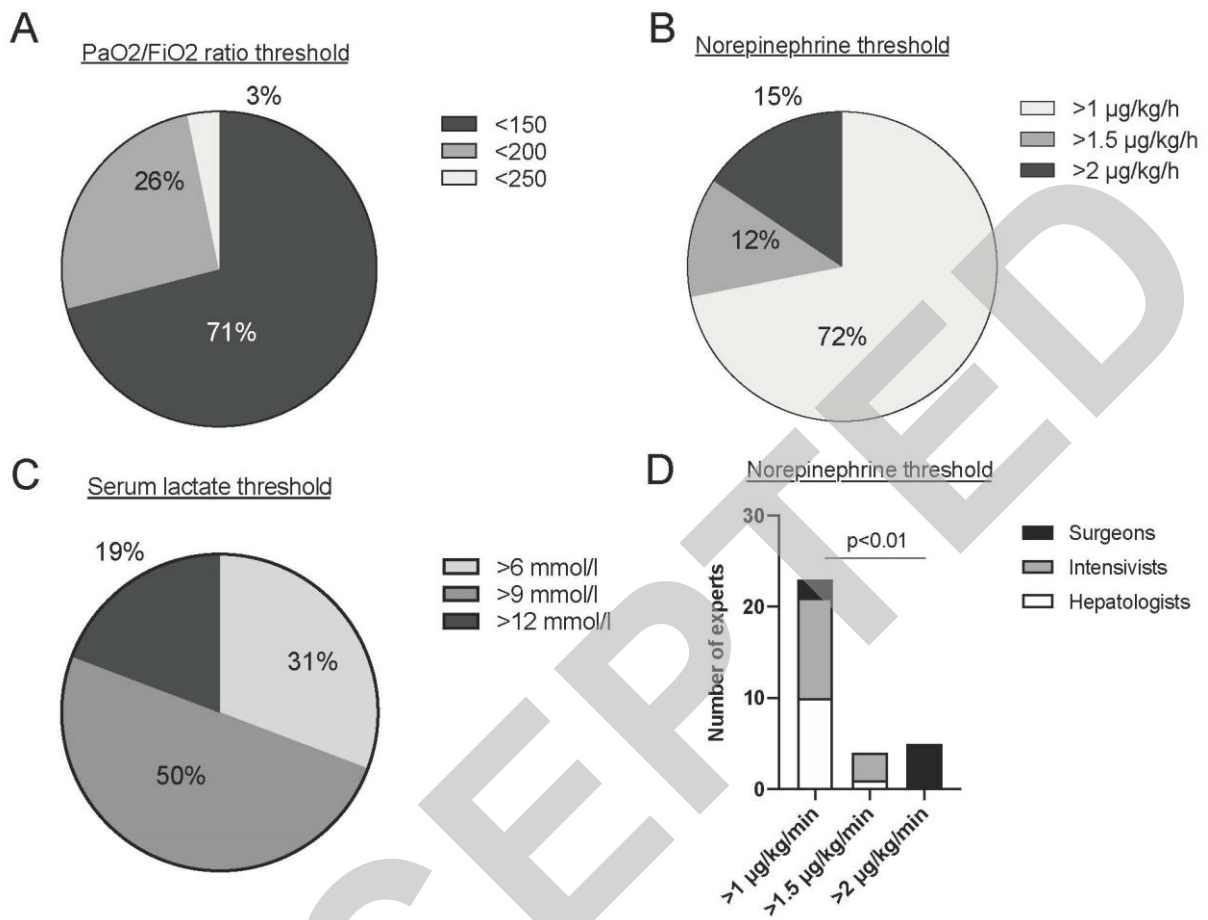 A
PaO2/FiO2 ratio threshold
3%
26%
71%
<150
<200
<250
B
Norepinephrine threshold
15%
12%
72%
>1 µg/kg/h
>1.5 µg/kg/h
>2 µg/kg/h
C
Serum lactate threshold
19%
31%
50%
>6 mmol/l
>9 mmol/l
>12 mmol/l
D
Norepinephrine threshold
Number of experts
30
20
10
0
p<0.01
>1 µg/kg/min
>1.5 µg/kg/min
>2 µg/kg/min
Surgeons
Intensivists
Hepatologists
CEPTED